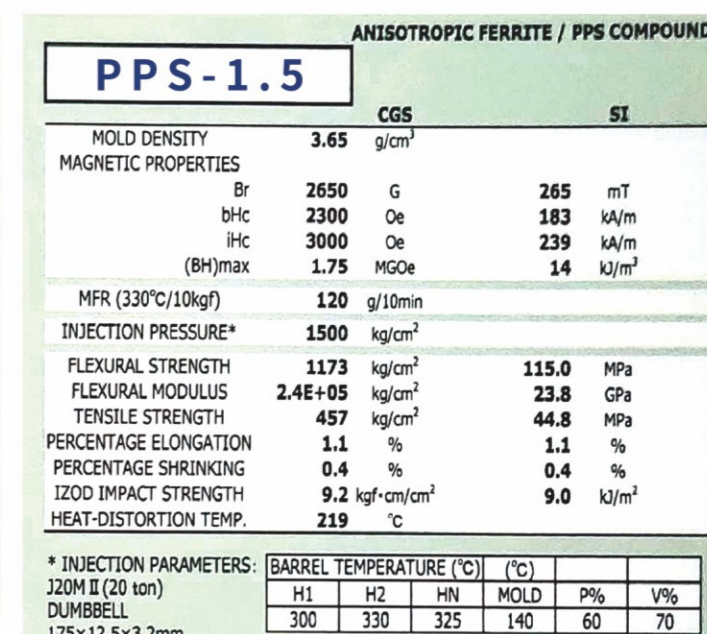 ANISOTROPIC FERRITE / PPS COMPOUND
PPS-1.5
CGS SI
MOLD DENSITY 3.65 g/cm³
MAGNETIC PROPERTIES
Br 2650 G 265 mT
bHc 2300 Oe 183 kA/m
iHc 3000 Oe 239 kA/m
(BH)max 1.75 MGOe 14 kJ/m³
MFR (330°C/10kgf) 120 g/10min
INJECTION PRESSURE* 1500 kg/cm²
FLEXURAL STRENGTH 1173 kg/cm² 115.0 MPa
FLEXURAL MODULUS 2.4E+05 kg/cm² 23.8 GPa
TENSILE STRENGTH 457 kg/cm² 44.8 MPa
PERCENTAGE ELONGATION 1.1 % 1.1 %
PERCENTAGE SHRINKING 0.4 % 0.4 %
IZOD IMPACT STRENGTH 9.2 kgf·cm/cm² 9.0 kJ/m²
HEAT-DISTORTION TEMP. 219 °C
* INJECTION PARAMETERS: BARREL TEMPERATURE (°C) (°C)
J20M II (20 ton) H1 H2 HN MOLD P% V%
DUMBBELL 300 330 325 140 60 70
175×12.5×3.2mm